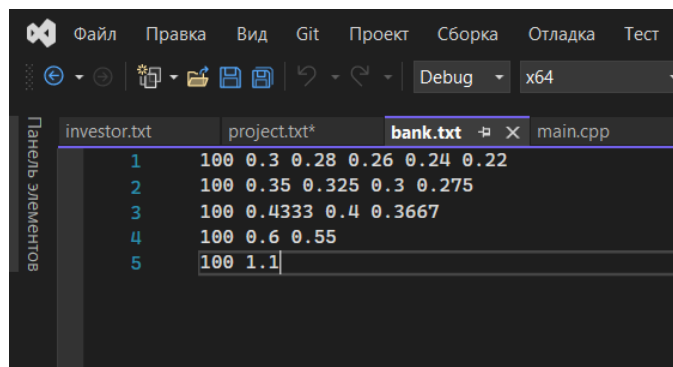 Файл Правка Вид Git Проект Сборка Отладка Тест
Debug x64
Панель элементов
investor.txt project.txt* bank.txt main.cpp
1 100 0.3 0.28 0.26 0.24 0.22
2 100 0.35 0.325 0.3 0.275
3 100 0.4333 0.4 0.3667
4 100 0.6 0.55
5 100 1.1